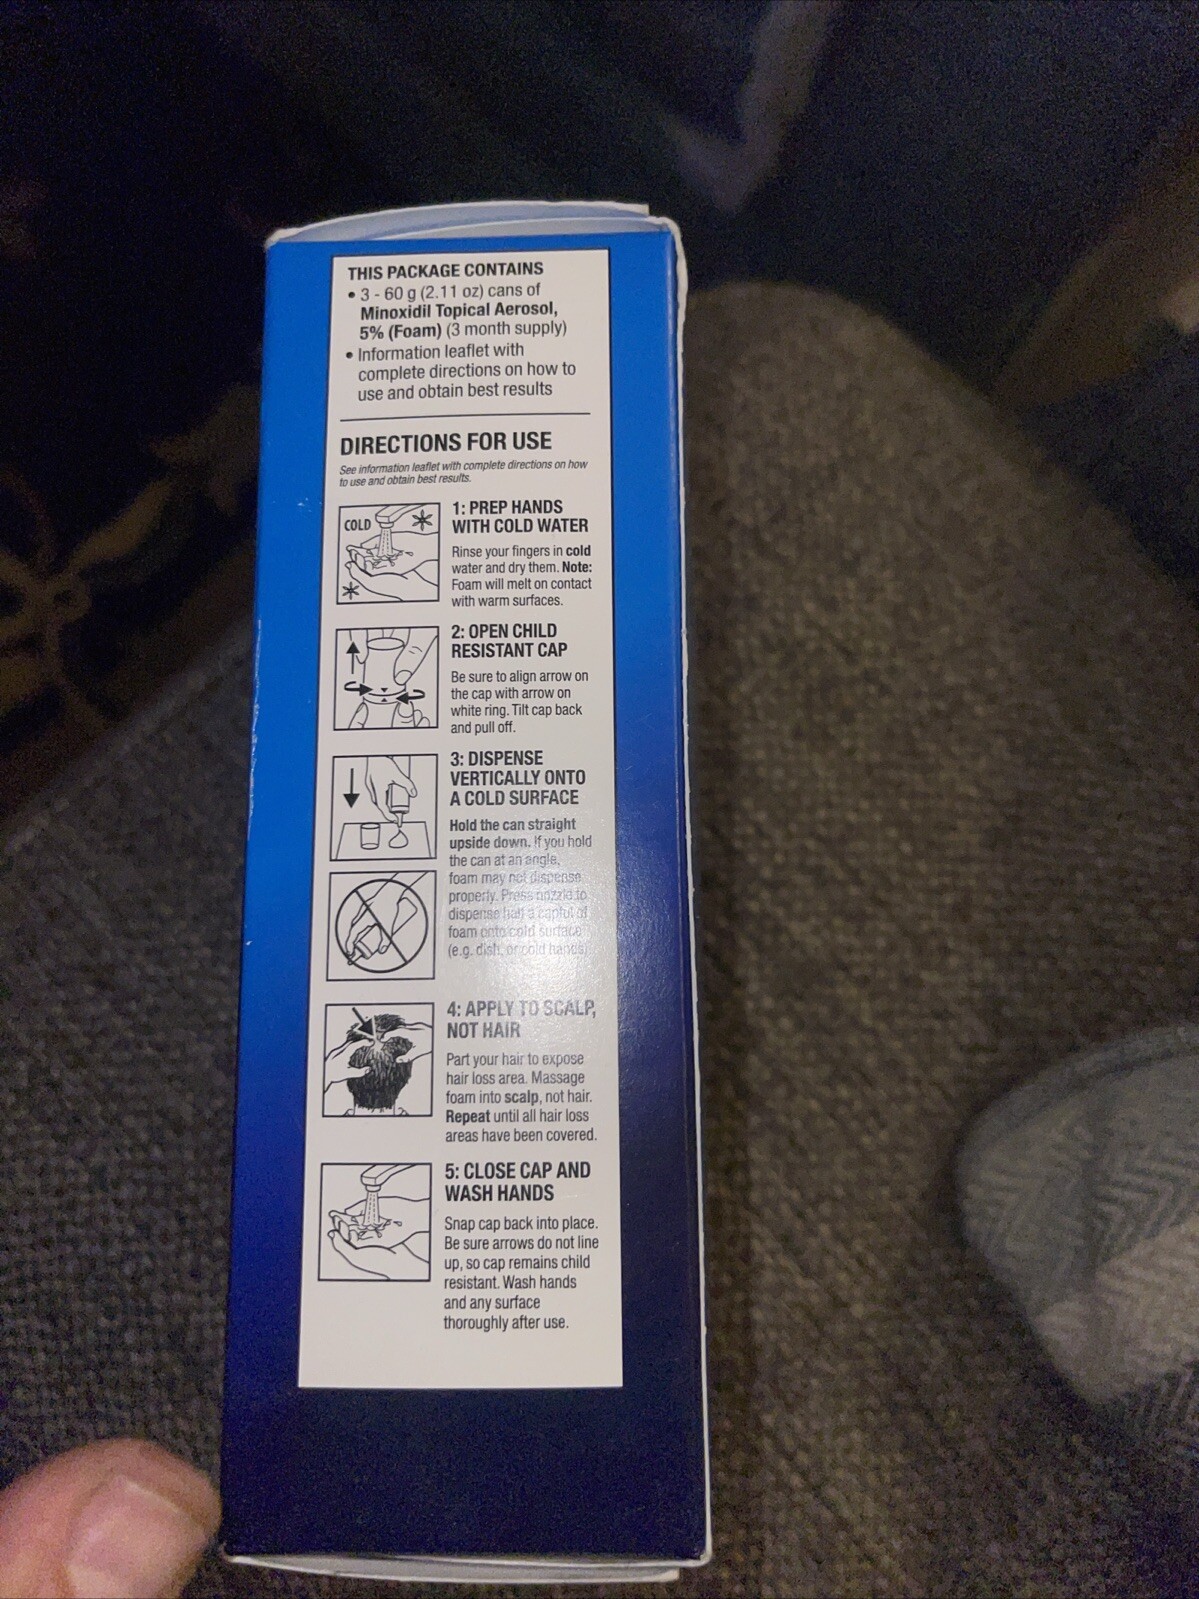 THIS PACKAGE CONTAINS
• 3 - 60 g (2.11 oz) cans of
Minoxidil Topical Aerosol,
5% (Foam) (3 month supply)
• Information leaflet with
complete directions on how to
use and obtain best results
DIRECTIONS FOR USE
See information leaflet with complete directions on how
to use and obtain best results.
COLD
1: PREP HANDS
WITH COLD WATER
Rinse your fingers in cold
water and dry them. Note:
Foam will melt on contact
with warm surfaces.
2: OPEN CHILD
RESISTANT CAP
Be sure to align arrow on
the cap with arrow on
white ring. Tilt cap back
and pull off.
3: DISPENSE
VERTICALLY ONTO
A COLD SURFACE
Hold the can straight
upside down. If you hold
the can at an angle,
foam may not dispense
properly. Press nozzle to
dispense half a capful of
foam onto cold surface
(e.g. dish, or cold hands)
4: APPLY TO SCALP,
NOT HAIR
Part your hair to expose
hair loss area. Massage
foam into scalp, not hair.
Repeat until all hair loss
areas have been covered.
5: CLOSE CAP AND
WASH HANDS
Snap cap back into place.
Be sure arrows do not line
up, so cap remains child
resistant. Wash hands
and any surface
thoroughly after use.